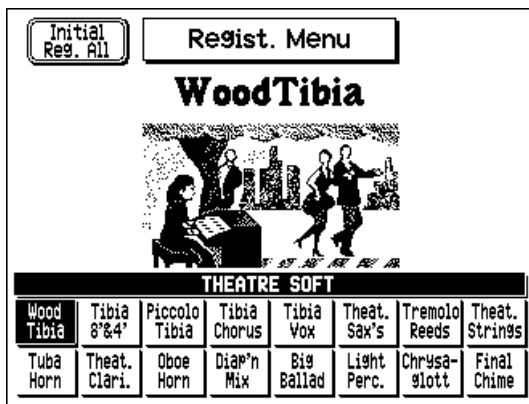 Initial
Reg. All
Regist. Menu
WoodTibia
THEATRE SOFT
Wood
Tibia
Tibia
8'&4'
Piccolo
Tibia
Tibia
Chorus
Tibia
Vox
Theat.
Sax's
Tremolo
Reeds
Theat.
Strings
Tuba
Horn
Theat.
Clari.
Oboe
Horn
Diap'n
Mix
Big
Ballad
Light
Perc.
Chrysa-
glott
Final
Chime